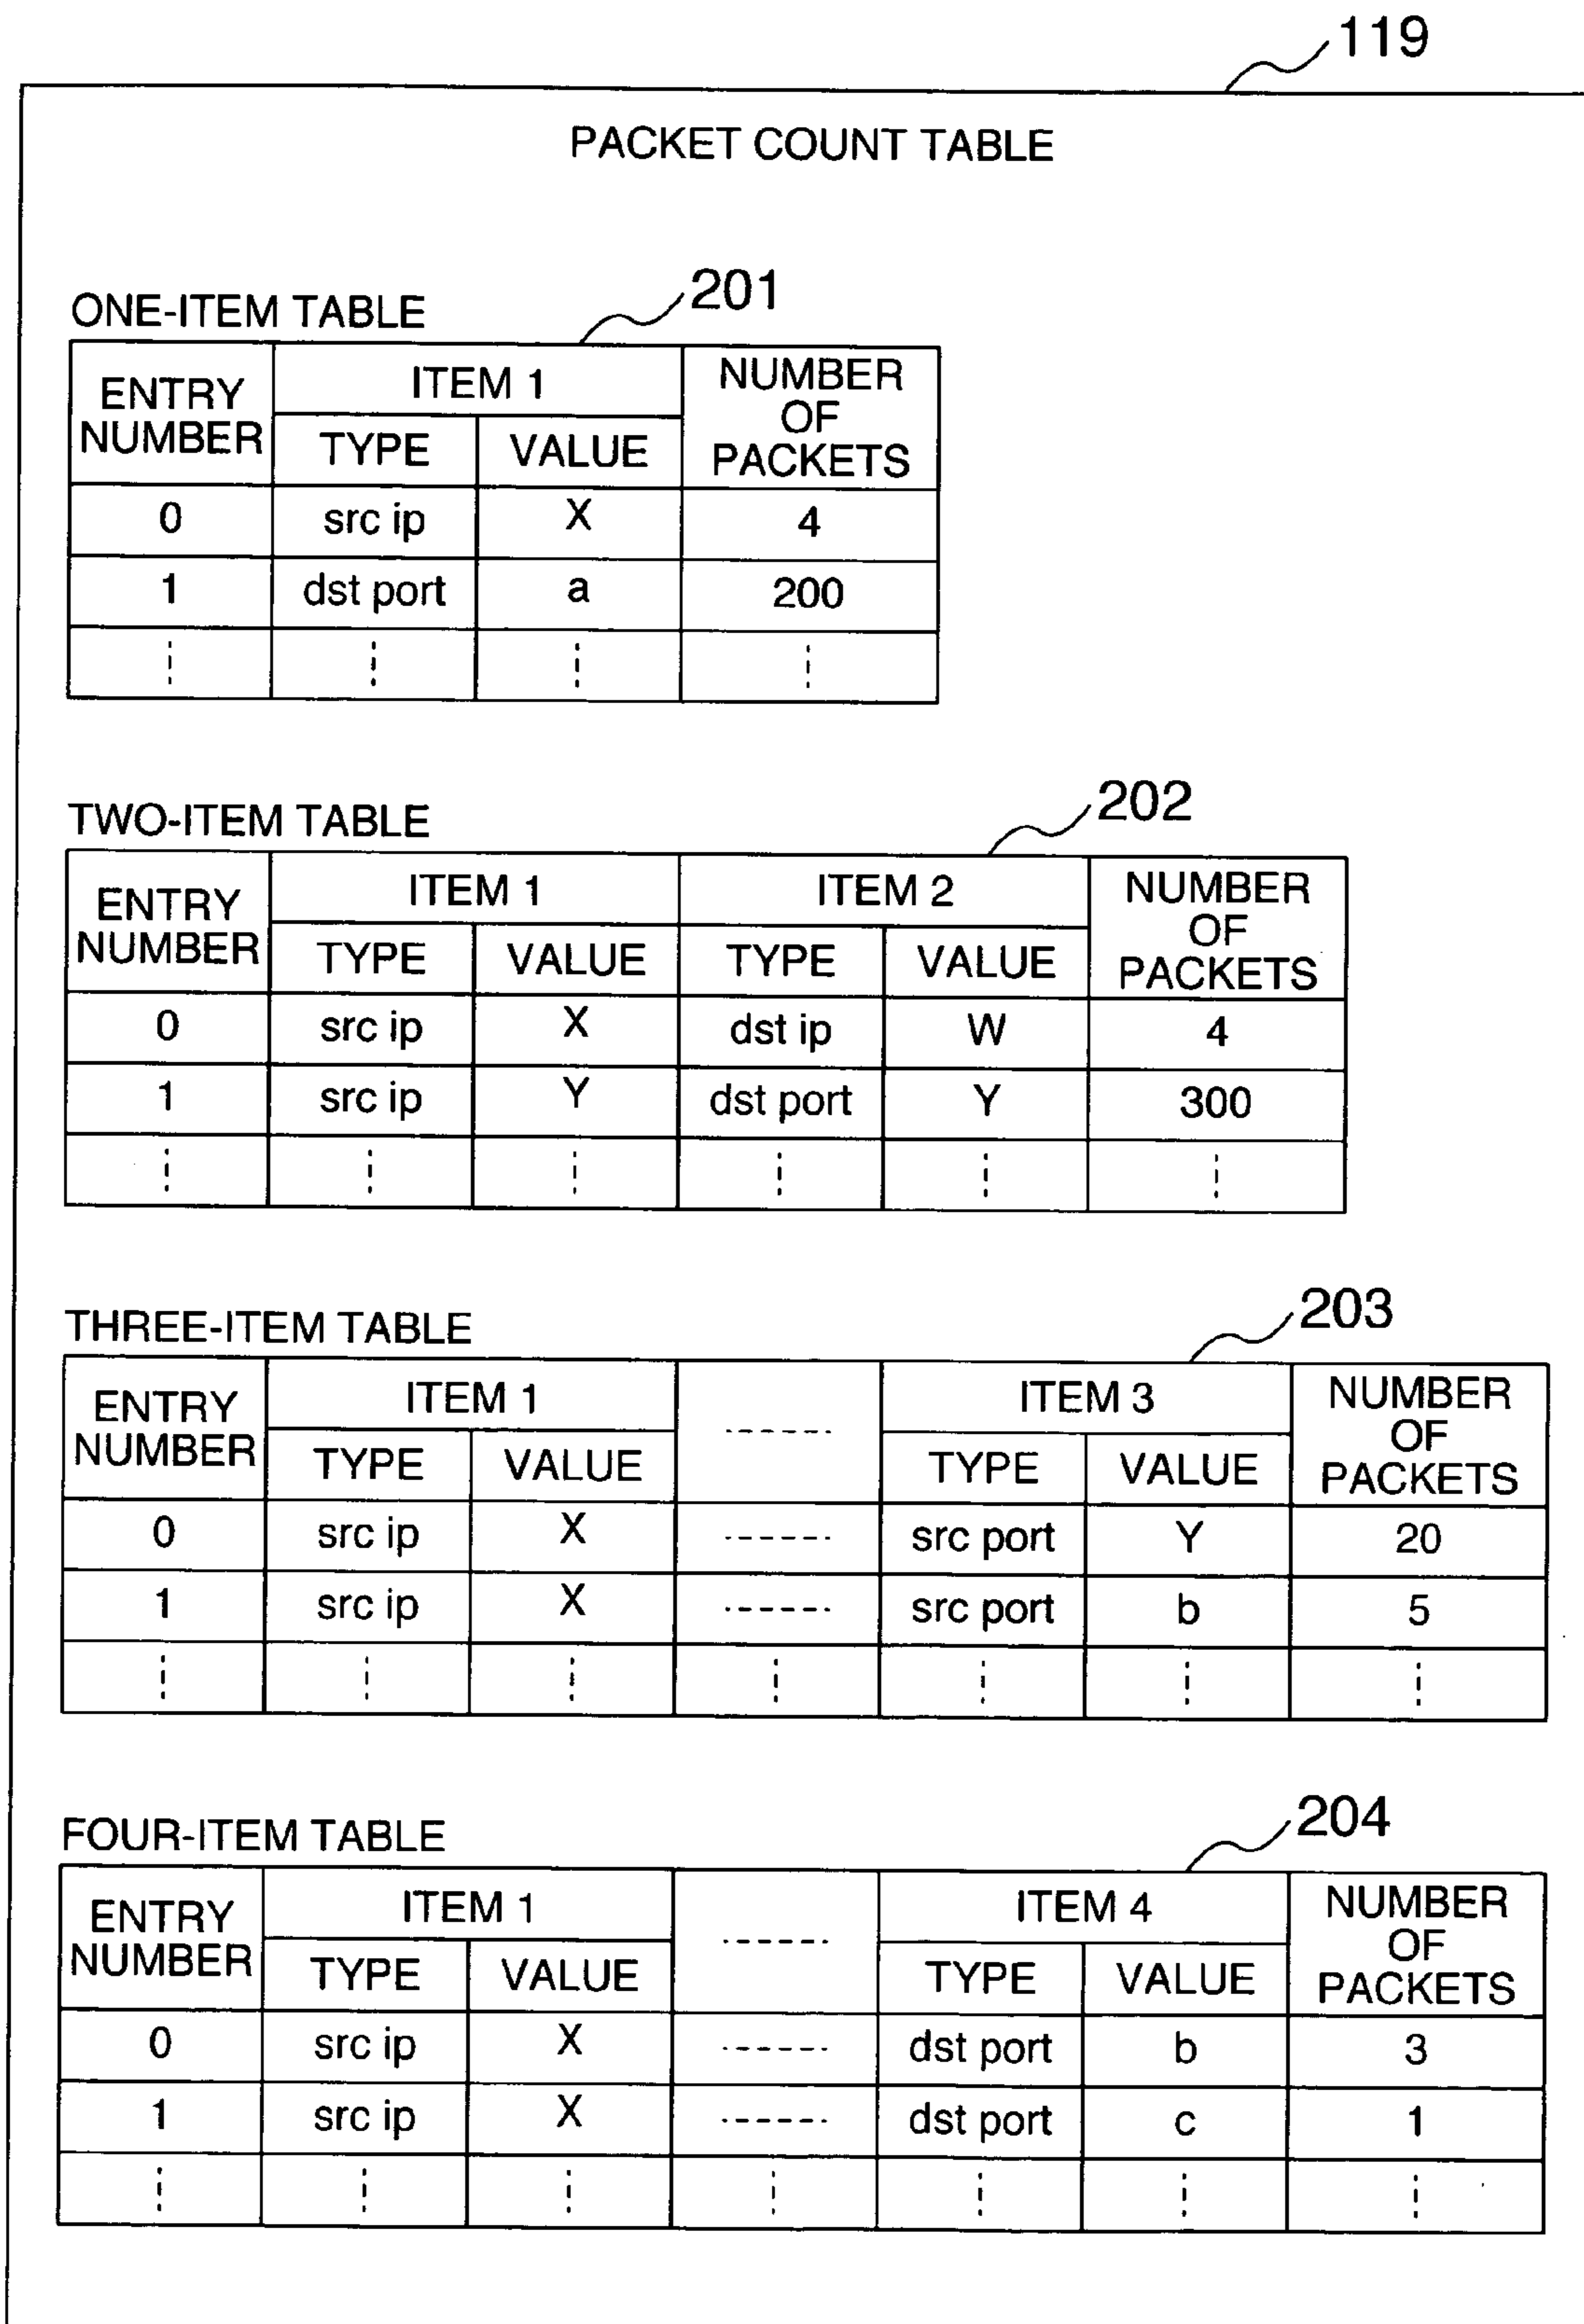 119
PACKET COUNT TABLE
ONE-ITEM TABLE
201
ENTRY NUMBER ITEM 1 NUMBER OF PACKETS
TYPE VALUE
0 src ip X 4
1 dst port a 200
TWO-ITEM TABLE
202
ENTRY NUMBER ITEM 1 ITEM 2 NUMBER OF PACKETS
TYPE VALUE TYPE VALUE
0 src ip X dst ip W 4
1 src ip Y dst port Y 300
THREE-ITEM TABLE
203
ENTRY NUMBER ITEM 1 ------ ITEM 3 NUMBER OF PACKETS
TYPE VALUE TYPE VALUE
0 src ip X ------ src port Y 20
1 src ip X ------ src port b 5
FOUR-ITEM TABLE
204
ENTRY NUMBER ITEM 1 ------ ITEM 4 NUMBER OF PACKETS
TYPE VALUE TYPE VALUE
0 src ip X ------ dst port b 3
1 src ip X ------ dst port c 1